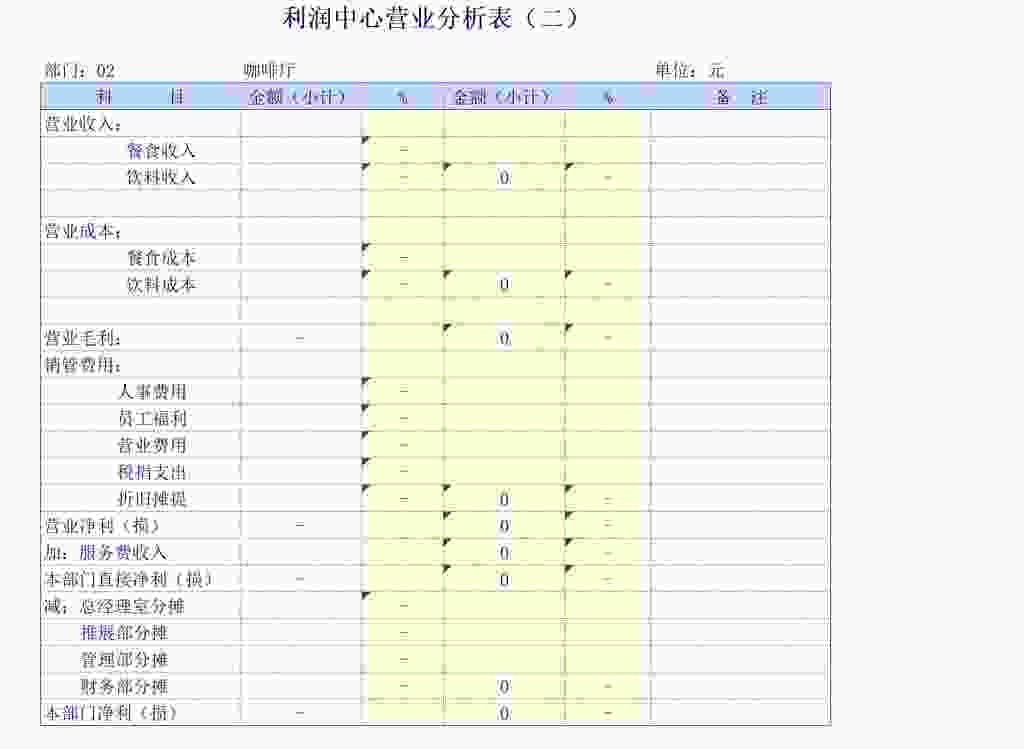 利润中心营业分析表（二）
部门：02 咖啡厅 单位：元
科 目 金额（小计） % 金额（小计） % 备 注
营业收入：
餐食收入 -
饮料收入 - 0 -
营业成本：
餐食成本 -
饮料成本 - 0 -
营业毛利： - 0 -
销管费用：
人事费用 -
员工福利 -
营业费用 -
税指支出 -
折旧摊提 - 0 -
营业净利（损） - 0 -
加：服务费收入 0 -
本部门直接净利（损） - 0 -
减：总经理室分摊 -
推展部分摊 -
管理部分摊 -
财务部分摊 - 0 -
本部门净利（损） - 0 -